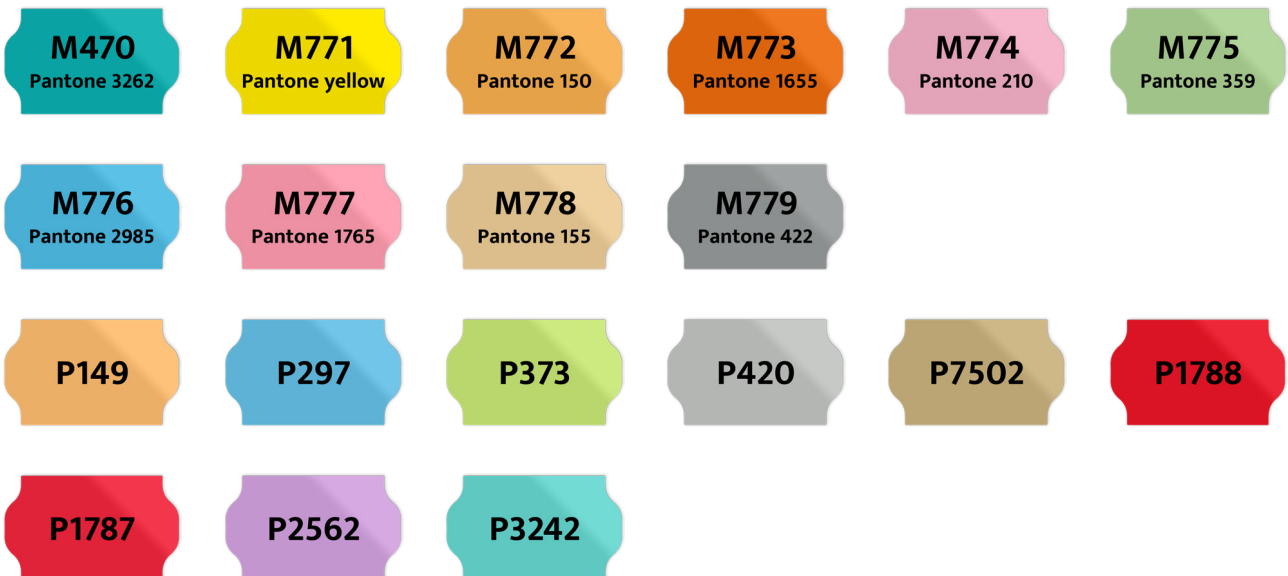 M470
Pantone 3262
M771
Pantone yellow
M772
Pantone 150
M773
Pantone 1655
M774
Pantone 210
M775
Pantone 359
M776
Pantone 2985
M777
Pantone 1765
M778
Pantone 155
M779
Pantone 422
P149
P297
P373
P420
P7502
P1788
P1787
P2562
P3242